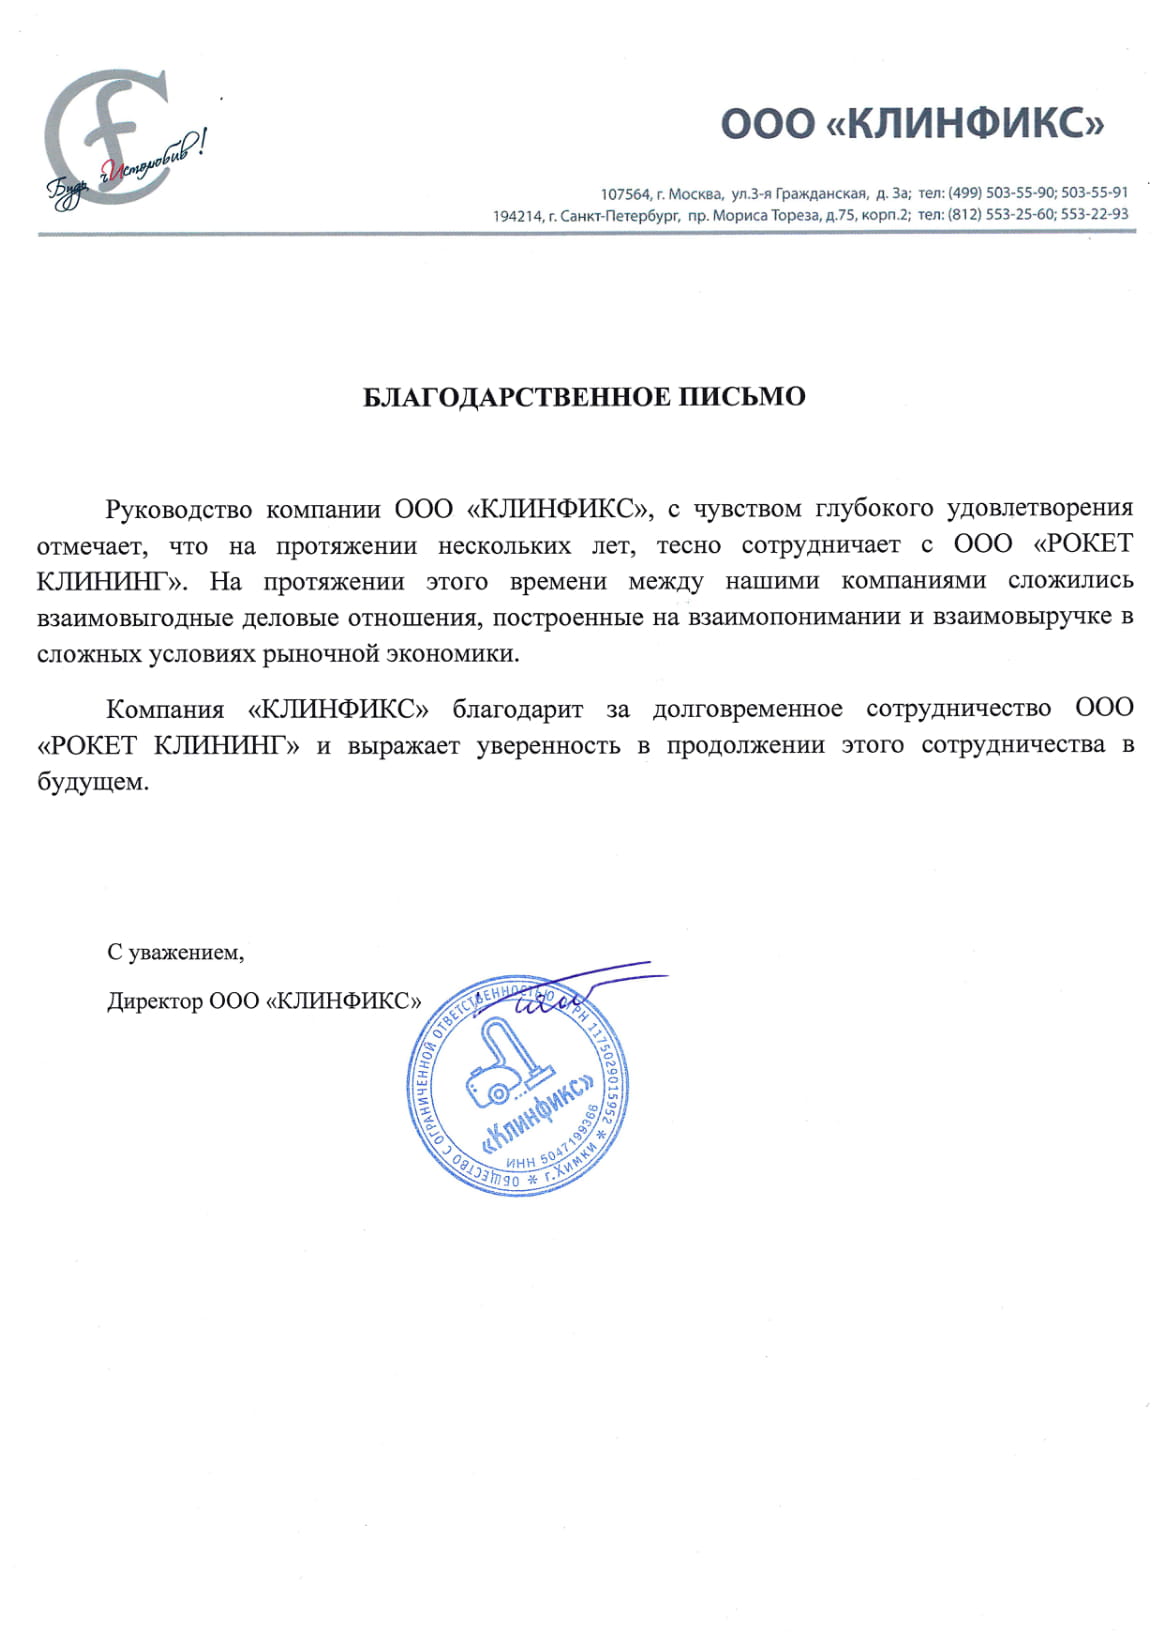 Будь чИстолюбив!
ООО «КЛИНФИКС»
107564, г. Москва, ул.3-я Гражданская, д. 3а; тел: (499) 503-55-90; 503-55-91
194214, г. Санкт-Петербург, пр. Мориса Тореза, д.75, корп.2; тел: (812) 553-25-60; 553-22-93
БЛАГОДАРСТВЕННОЕ ПИСЬМО
Руководство компании ООО «КЛИНФИКС», с чувством глубокого удовлетворения
отмечает, что на протяжении нескольких лет, тесно сотрудничает с ООО «РОКЕТ
КЛИНИНГ». На протяжении этого времени между нашими компаниями сложились
взаимовыгодные деловые отношения, построенные на взаимопонимании и взаимовыручке в
сложных условиях рыночной экономики.
Компания «КЛИНФИКС» благодарит за долговременное сотрудничество ООО
«РОКЕТ КЛИНИНГ» и выражает уверенность в продолжении этого сотрудничества в
будущем.
С уважением,
Директор ООО «КЛИНФИКС»
ОБЩЕСТВО С ОГРАНИЧЕННОЙ ОТВЕТСТВЕННОСТЬЮ ОГРН 1175029015952 * г.Химки *
«Клинфикс»
ИНН 5047199366